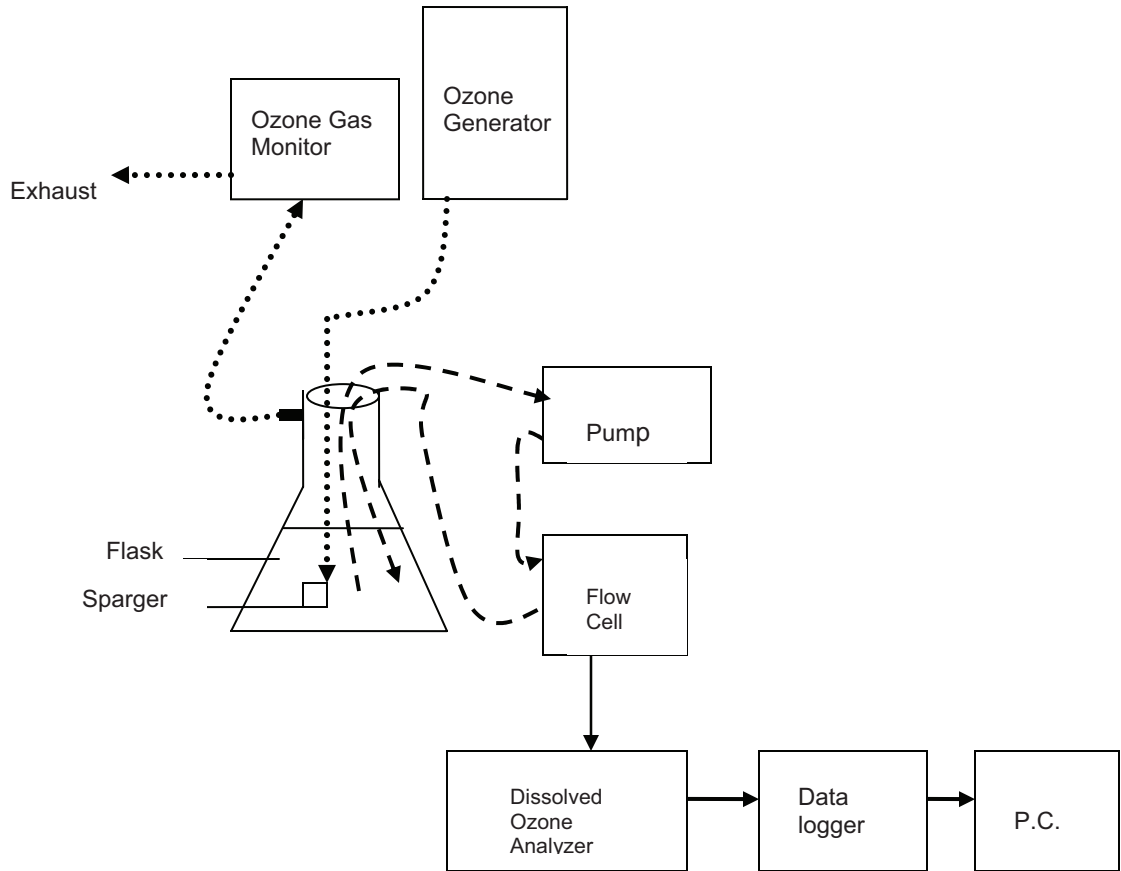 Ozone
Generator
Ozone Gas
Monitor
Exhaust
Pump
Flask
Sparger
Flow
Cell
Dissolved
Ozone
Analyzer
Data
logger
P.C.